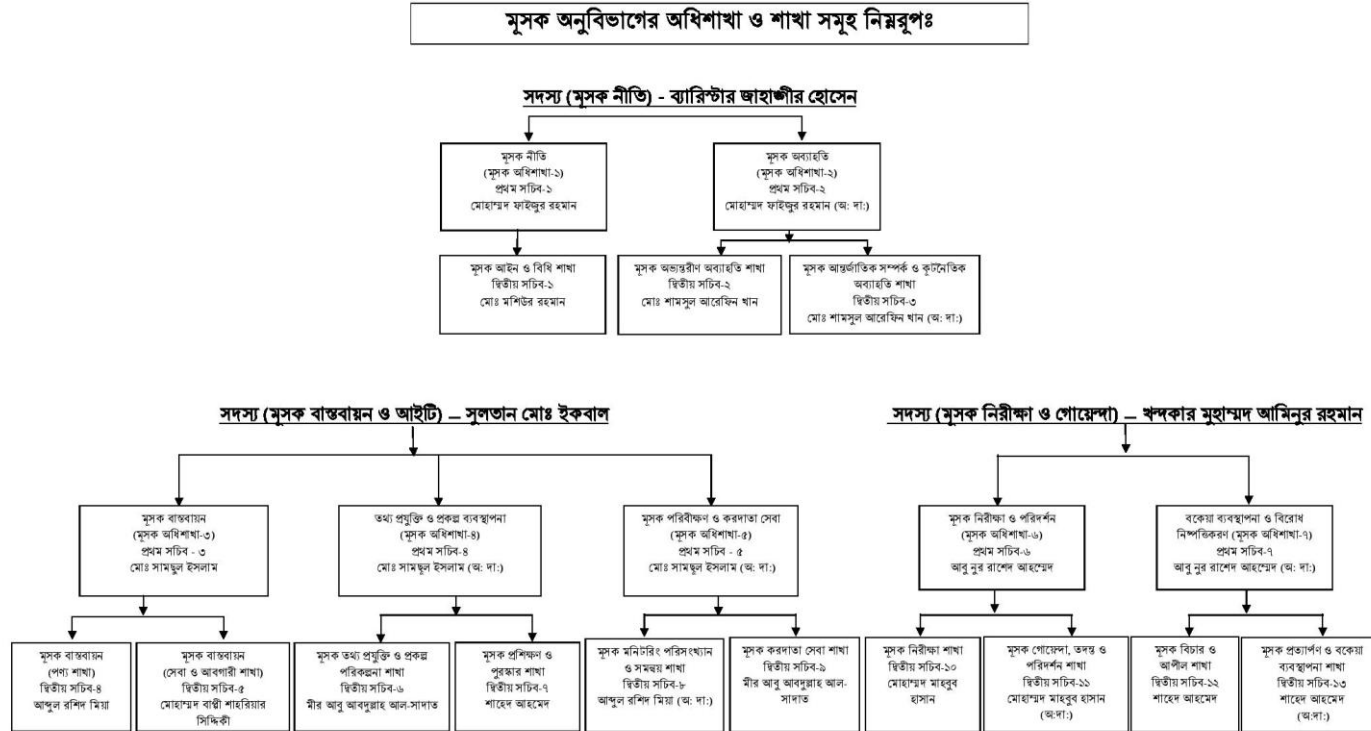 মূসক অনুবিভাগের অধিশাখা ও শাখা সমূহ নিম্নরূপঃ
সদস্য (মূসক নীতি) - ব্যারিস্টার জাহাঙ্গীর হোসেন
মূসক নীতি
(মূসক অধিশাখা-১)
প্রথম সচিব-১
মোহাম্মদ ফাইজুর রহমান
মূসক অব্যাহতি
(মূসক অধিশাখা-২)
প্রথম সচিব-২
মোহাম্মদ ফাইজুর রহমান (অ: দা:)
মূসক আইন ও বিধি শাখা
দ্বিতীয় সচিব-১
মোঃ মশিউর রহমান
মূসক অভ্যন্তরীণ অব্যাহতি শাখা
দ্বিতীয় সচিব-২
মোঃ শামসুল আরেফিন খান
মূসক আন্তর্জাতিক সম্পর্ক ও কূটনৈতিক
অব্যাহতি শাখা
দ্বিতীয় সচিব-৩
মোঃ শামসুল আরেফিন খান (অ: দা:)
সদস্য (মূসক বাস্তবায়ন ও আইটি) – সুলতান মোঃ ইকবাল
মূসক বাস্তবায়ন
(মূসক অধিশাখা-৩)
প্রথম সচিব - ৩
মোঃ সামছুল ইসলাম
তথ্য প্রযুক্তি ও প্রকল্প ব্যবস্থাপনা
(মূসক অধিশাখা-৪)
প্রথম সচিব-৪
মোঃ সামছুল ইসলাম (অ: দা:)
মূসক পরিবীক্ষণ ও করদাতা সেবা
(মূসক অধিশাখা-৫)
প্রথম সচিব - ৫
মোঃ সামছুল ইসলাম (অ: দা:)
মূসক বাস্তবায়ন
(পণ্য শাখা)
দ্বিতীয় সচিব-৪
আব্দুল রশিদ মিয়া
মূসক বাস্তবায়ন
(সেবা ও আবগারী শাখা)
দ্বিতীয় সচিব-৫
মোহাম্মদ বাপ্পী শাহরিয়ার
সিদ্দিকী
মূসক তথ্য প্রযুক্তি ও প্রকল্প
পরিকল্পনা শাখা
দ্বিতীয় সচিব-৬
মীর আবু আবদুল্লাহ আল-সাদাত
মূসক প্রশিক্ষণ ও
পুরস্কার শাখা
দ্বিতীয় সচিব-৭
শাহেদ আহমেদ
মূসক মনিটরিং পরিসংখ্যান
ও সমন্বয় শাখা
দ্বিতীয় সচিব-৮
আব্দুল রশিদ মিয়া (অ: দা:)
মূসক করদাতা সেবা শাখা
দ্বিতীয় সচিব-৯
মীর আবু আবদুল্লাহ আল-
সাদাত
সদস্য (মূসক নিরীক্ষা ও গোয়েন্দা) – খন্দকার মুহাম্মদ আমিনুর রহমান
মূসক নিরীক্ষা ও পরিদর্শন
(মূসক অধিশাখা-৬)
প্রথম সচিব-৬
আবু নুর রাশেদ আহম্মেদ
বকেয়া ব্যবস্থাপনা ও বিরোধ
নিষ্পত্তিকরণ (মূসক অধিশাখা-৭)
প্রথম সচিব-৭
আবু নুর রাশেদ আহম্মেদ (অ: দা:)
মূসক নিরীক্ষা শাখা
দ্বিতীয় সচিব-১০
মোহাম্মদ মাহবুব
হাসান
মূসক গোয়েন্দা, তদন্ত ও
পরিদর্শন শাখা
দ্বিতীয় সচিব-১১
মোহাম্মদ মাহবুব হাসান
(অ:দা:)
মূসক বিচার ও
আপীল শাখা
দ্বিতীয় সচিব-১২
শাহেদ আহমেদ
মূসক প্রত্যার্পণ ও বকেয়া
ব্যবস্থাপনা শাখা
দ্বিতীয় সচিব-১৩
শাহেদ আহমেদ
(অ:দা:)